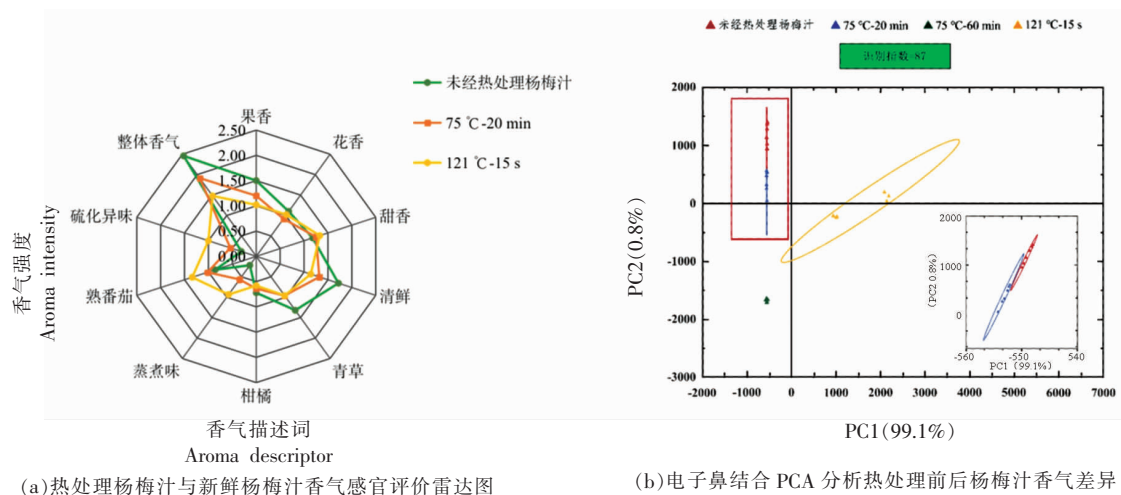 未经热处理杨梅汁
75 ℃-20 min
121 ℃-15 s
果香
花香
甜香
清鲜
青草
柑橘
蒸煮味
熟番茄
硫化异味
整体香气
2.50
2.00
1.50
1.00
0.50
0.00
香气强度
Aroma intensity
香气描述词
Aroma descriptor
(a)热处理杨梅汁与新鲜杨梅汁香气感官评价雷达图
未经热处理杨梅汁 75 ℃-20 min 75 ℃-60 min 121 ℃-15 s
识别指数=87
2000
1000
0
-1000
-2000
-3000
-2000 -1000 0 1000 2000 3000 4000 5000 6000 7000
PC2(0.8%)
PC1(99.1%)
2000
1000
0
-560 -550 540
(PC2 0.8%)
PC1 (99.1%)
(b)电子鼻结合 PCA 分析热处理前后杨梅汁香气差异